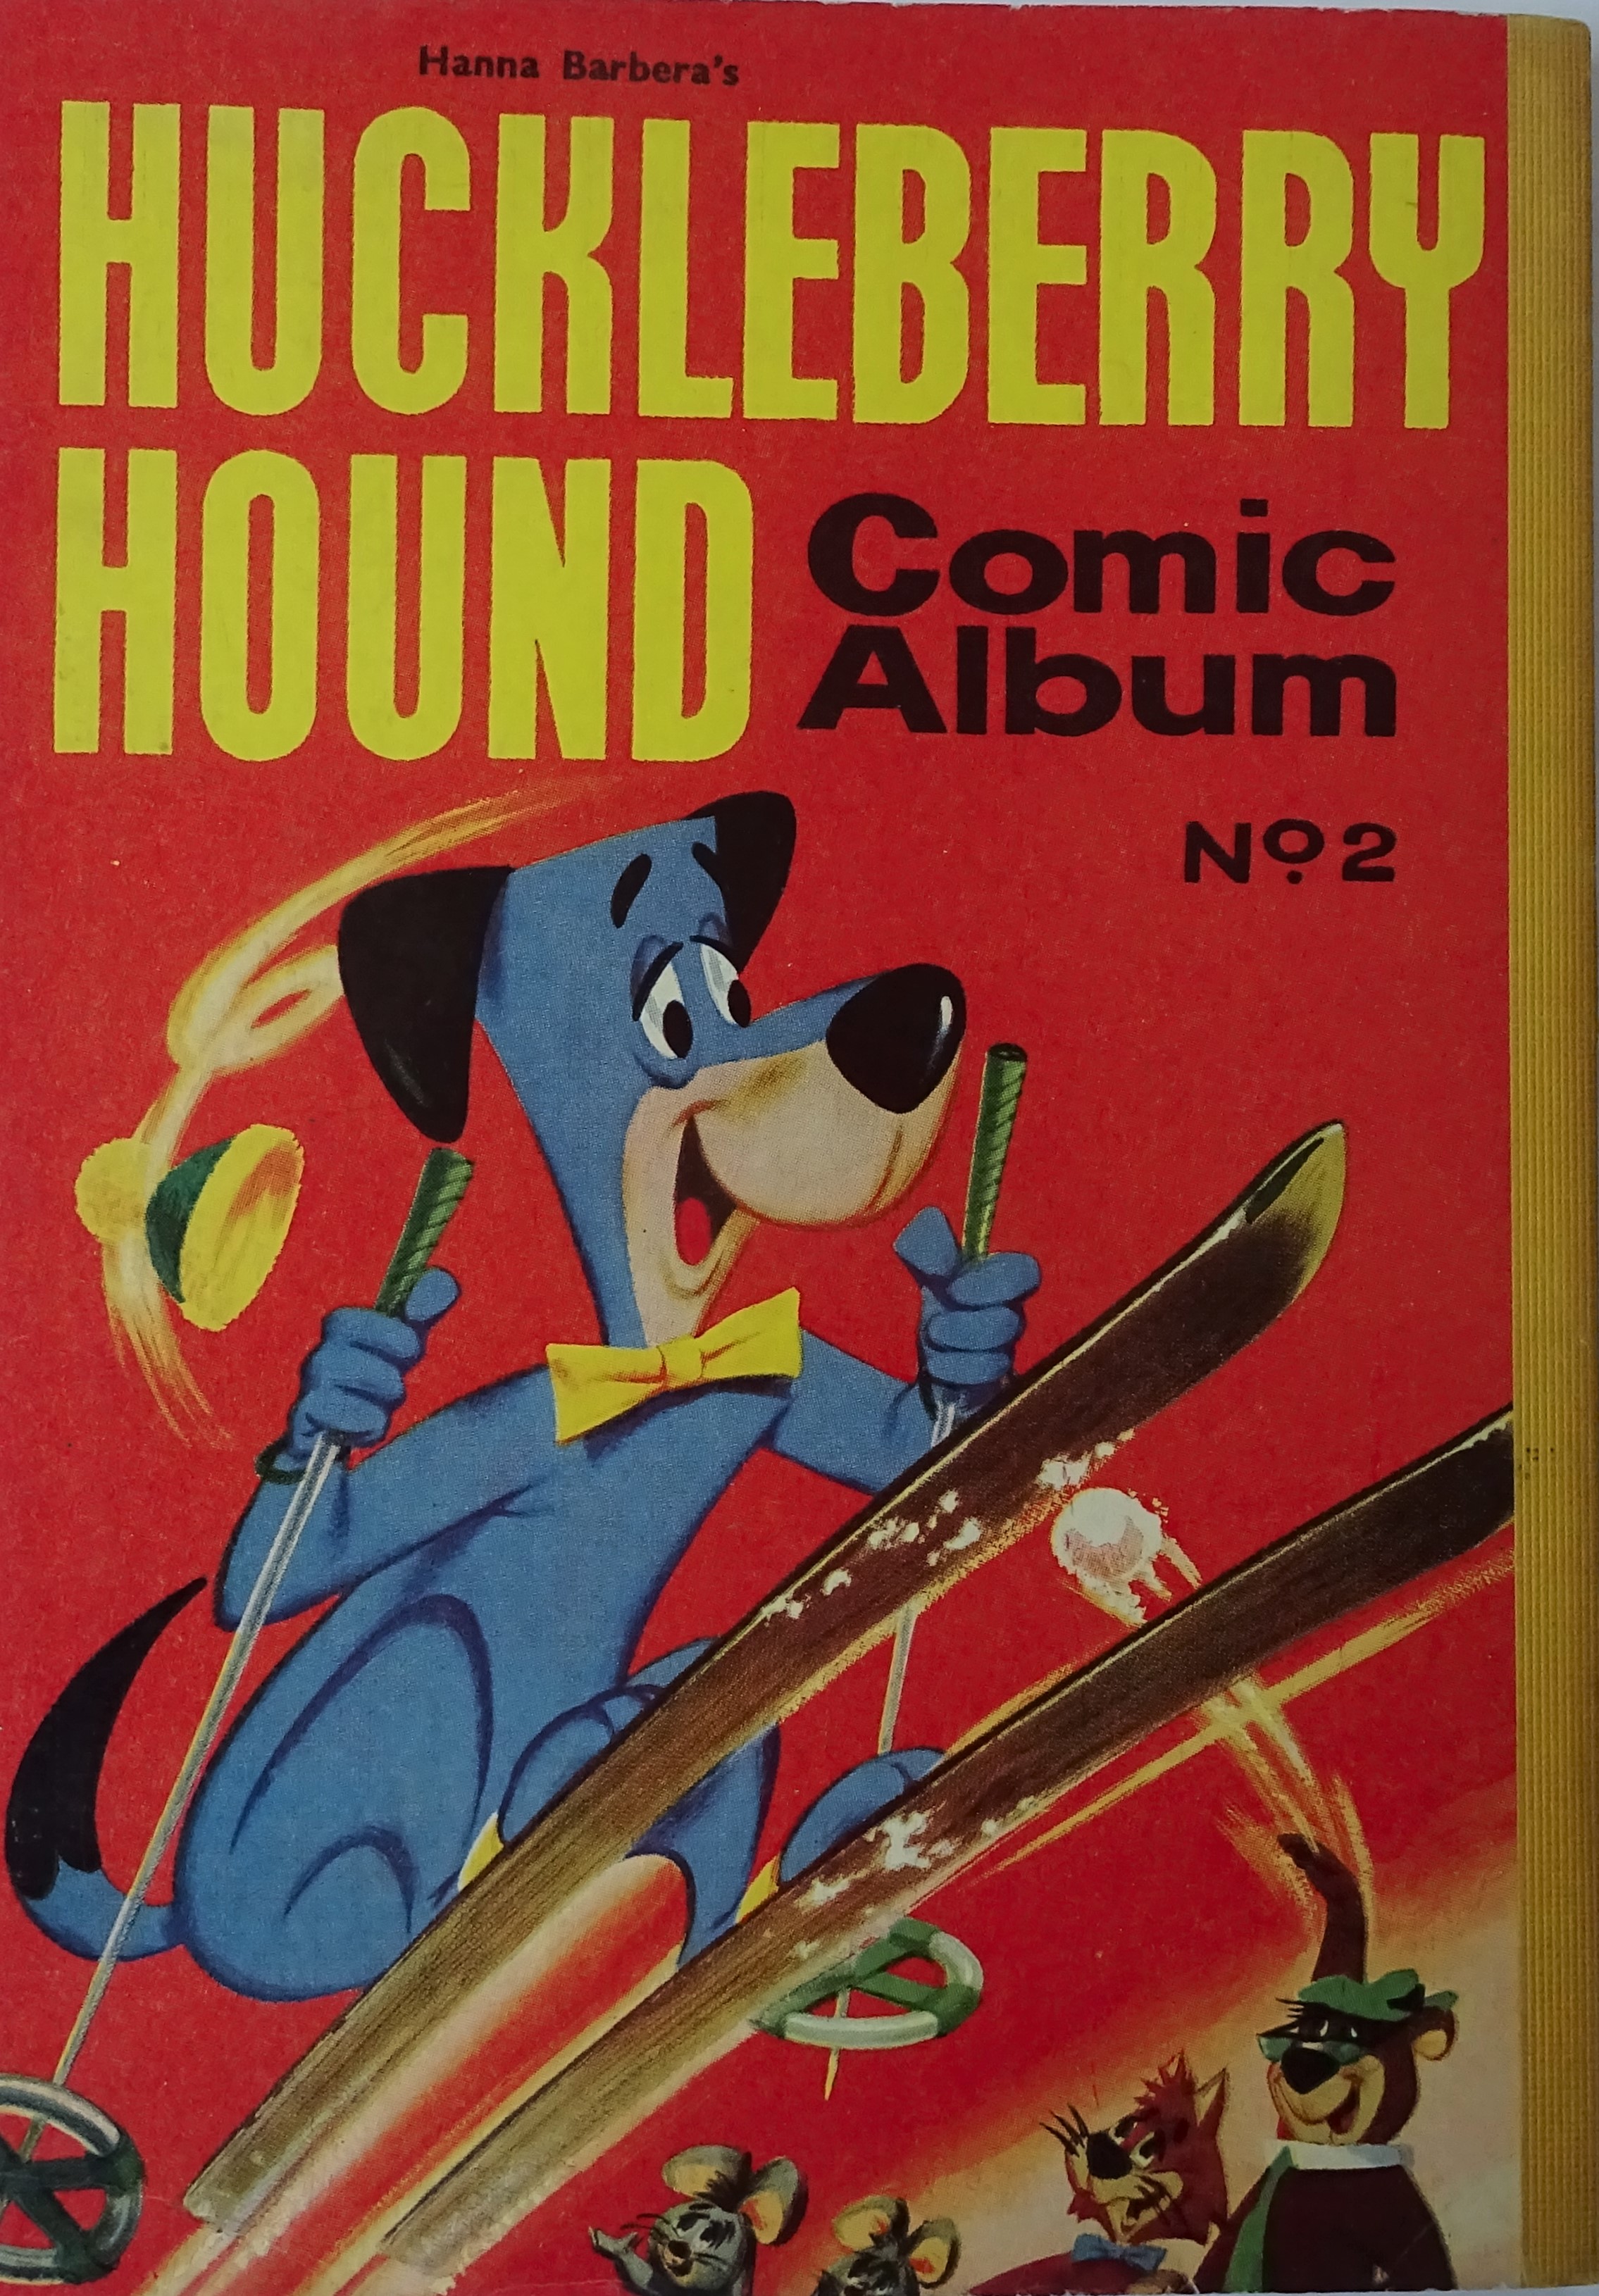 Hanna Barbera's
HUCKLEBERRY
HOUND
Comic
Album
Nº 2